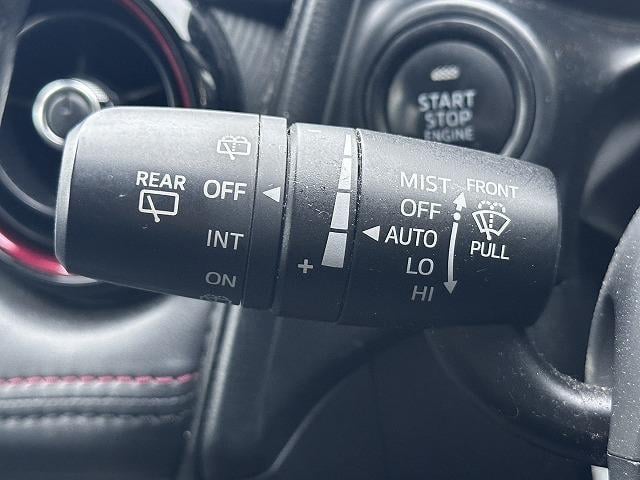 START
STOP
ENGINE
REAR
OFF
INT
ON
−
+
MIST
OFF
AUTO
LO
HI
FRONT
PULL